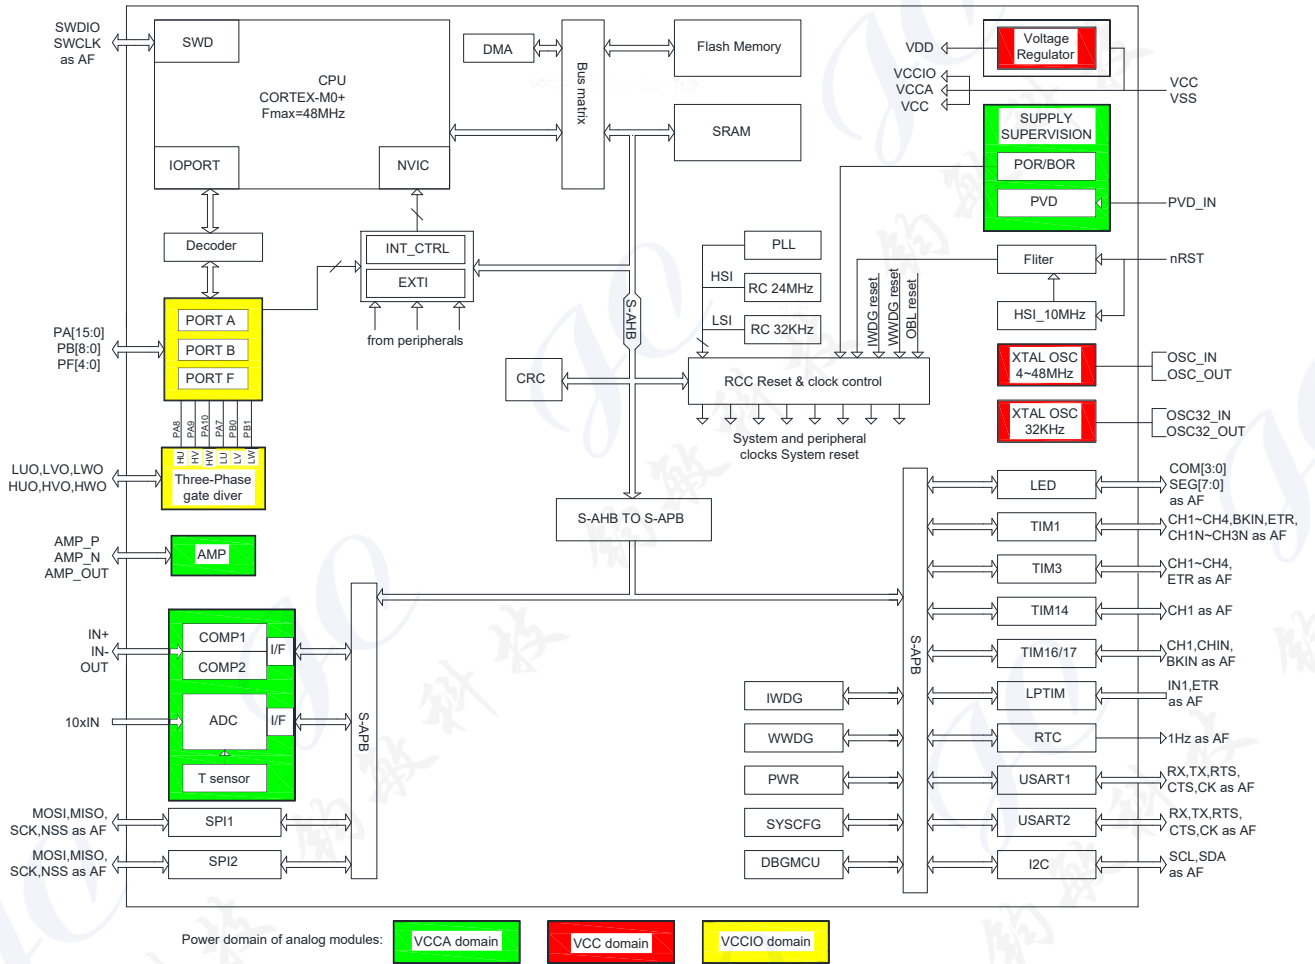 SWDIO
SWCLK
as AF
SWD
CPU
CORTEX-M0+
Fmax=48MHz
IOPORT
NVIC
DMA
Bus matrix
Flash Memory
SRAM
VDD
Voltage
Regulator
VCCIO
VCCA
VCC
VCC
VSS
SUPPLY
SUPERVISION
POR/BOR
PVD
PVD_IN
Decoder
INT_CTRL
EXTI
from peripherals
S-AHB
PLL
HSI
RC 24MHz
LSI
RC 32KHz
IWDG reset
WWDG reset
OBL reset
Fliter
nRST
HSI_10MHz
PA[15:0]
PB[8:0]
PF[4:0]
PORT A
PORT B
PORT F
CRC
RCC Reset & clock control
System and peripheral
clocks System reset
XTAL OSC
4~48MHz
OSC_IN
OSC_OUT
XTAL OSC
32KHz
OSC32_IN
OSC32_OUT
PA8
PA9
PA10
PA7
PB0
PB1
HU
HV
HW
LU
LV
LW
LUO,LVO,LWO
HUO,HVO,HWO
Three-Phase
gate diver
S-AHB TO S-APB
AMP_P
AMP_N
AMP_OUT
AMP
IN+
IN-
OUT
COMP1
COMP2
I/F
10xIN
ADC
I/F
T sensor
S-APB
MOSI,MISO,
SCK,NSS as AF
SPI1
MOSI,MISO,
SCK,NSS as AF
SPI2
IWDG
WWDG
PWR
SYSCFG
DBGMCU
S-APB
LED
COM[3:0]
SEG[7:0]
as AF
TIM1
CH1~CH4,BKIN,ETR,
CH1N~CH3N as AF
TIM3
CH1~CH4,
ETR as AF
TIM14
CH1 as AF
TIM16/17
CH1,CHIN,
BKIN as AF
LPTIM
IN1,ETR
as AF
RTC
1Hz as AF
USART1
RX,TX,RTS,
CTS,CK as AF
USART2
RX,TX,RTS,
CTS,CK as AF
I2C
SCL,SDA
as AF
Power domain of analog modules:
VCCA domain
VCC domain
VCCIO domain